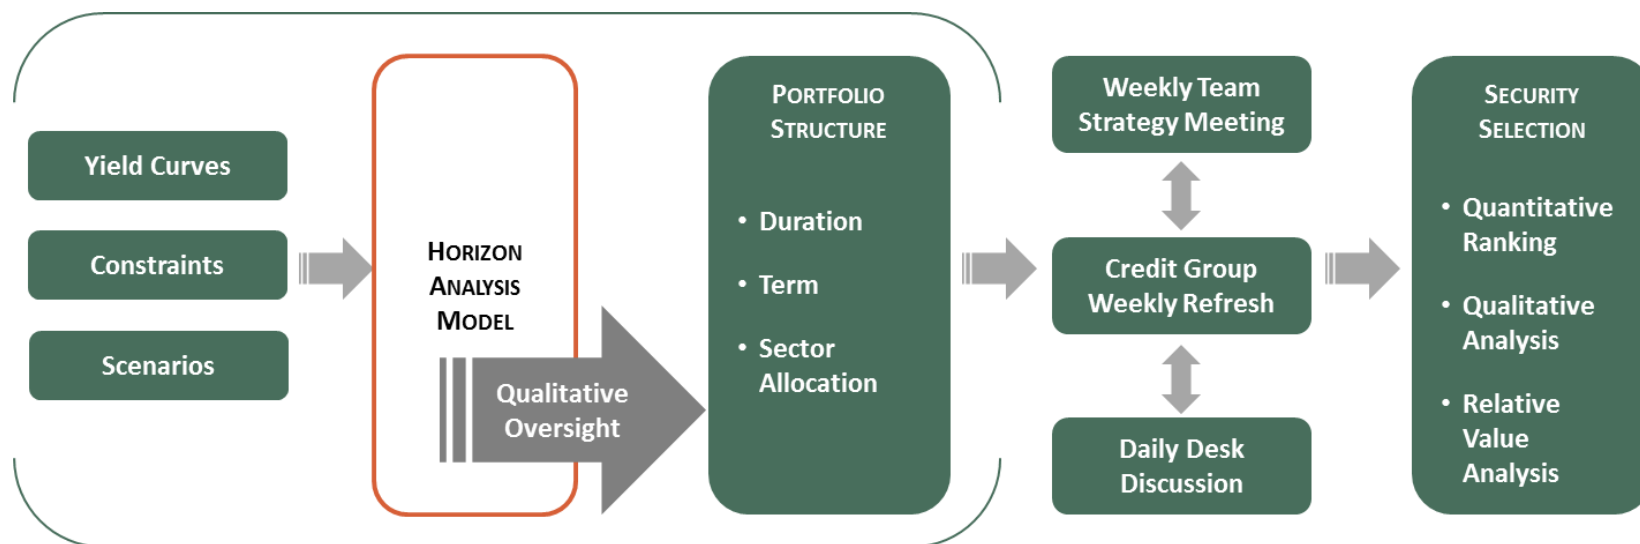 Yield Curves
Constraints
Scenarios
HORIZON
ANALYSIS
MODEL
Qualitative
Oversight
PORTFOLIO
STRUCTURE
• Duration
• Term
• Sector
Allocation
Weekly Team
Strategy Meeting
Credit Group
Weekly Refresh
Daily Desk
Discussion
SECURITY
SELECTION
• Quantitative
Ranking
• Qualitative
Analysis
• Relative
Value
Analysis